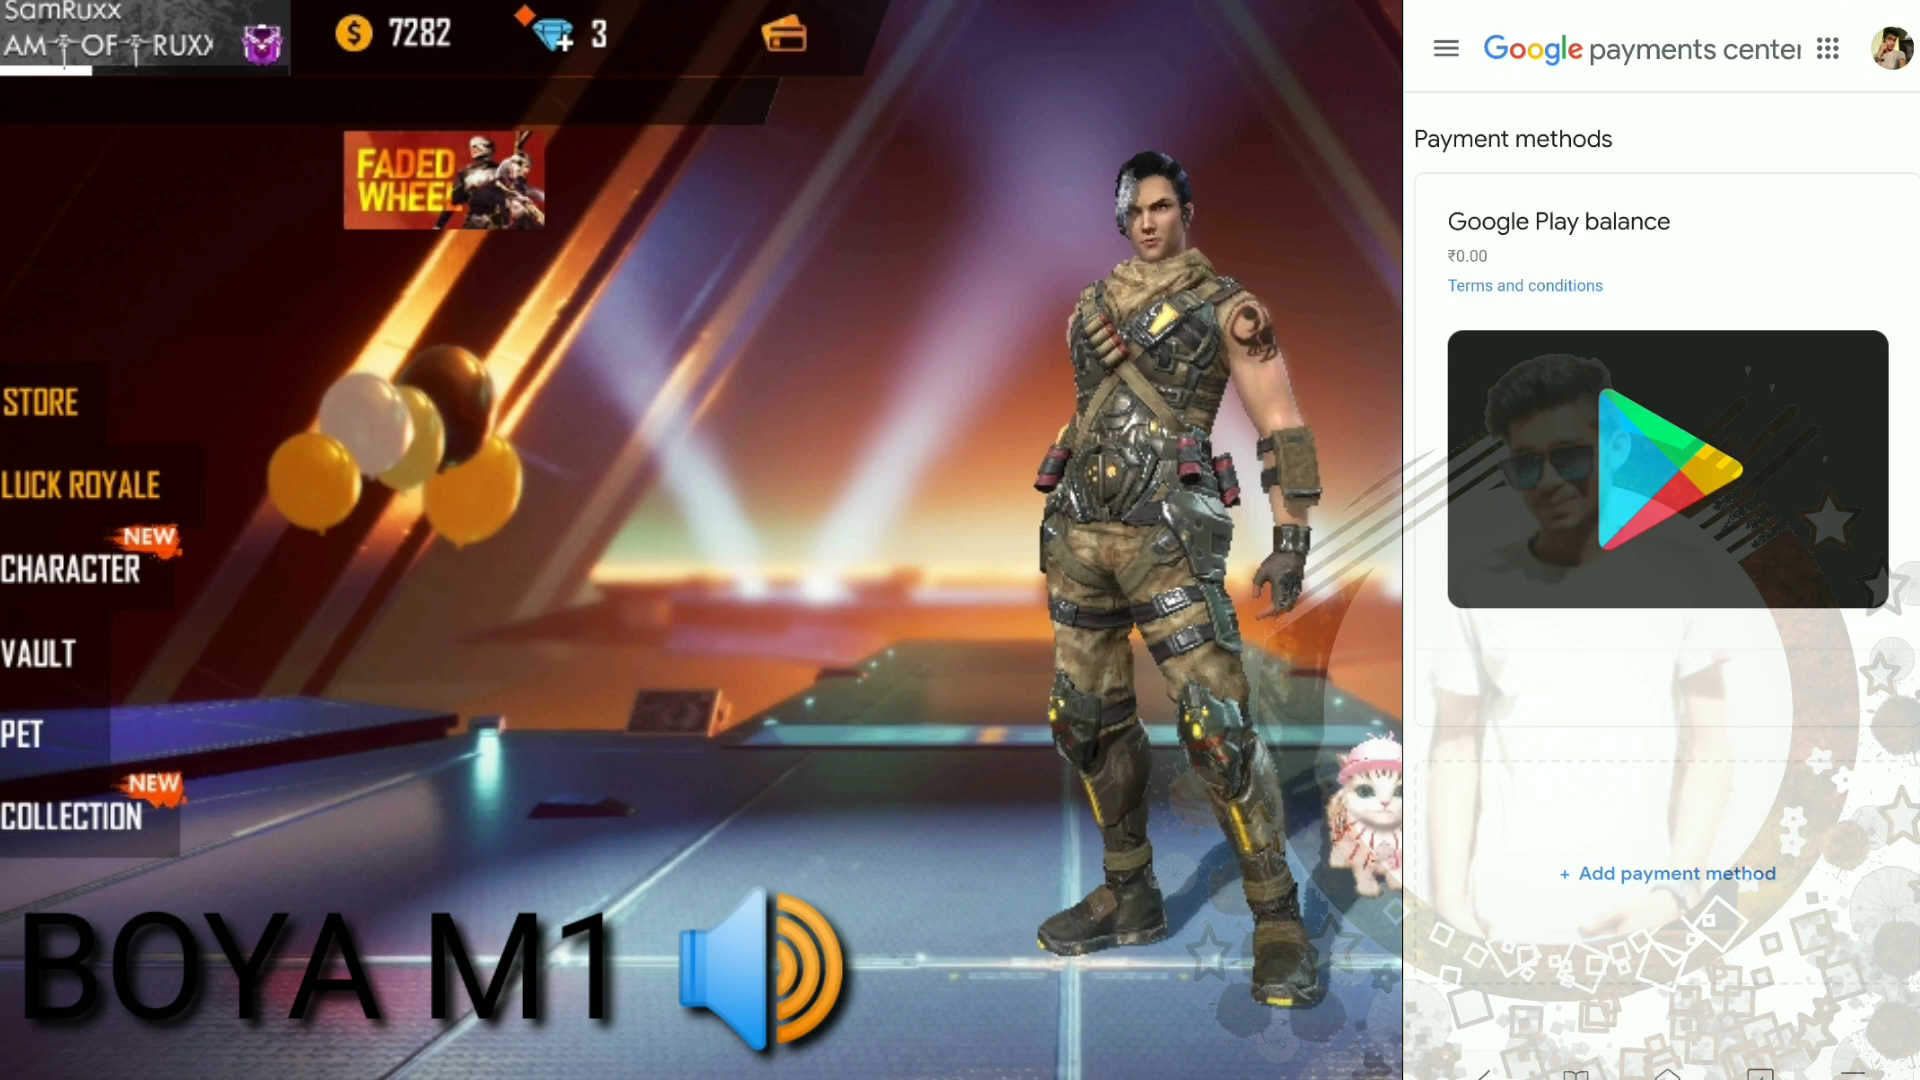 SamRuxx
AM†OF†RUXX
7282
3
FADED
WHEEL
STORE
LUCK ROYALE
NEW
CHARACTER
VAULT
PET
NEW
COLLECTION
BOYA M1
Google payments center
Payment methods
Google Play balance
₹0.00
Terms and conditions
+ Add payment method